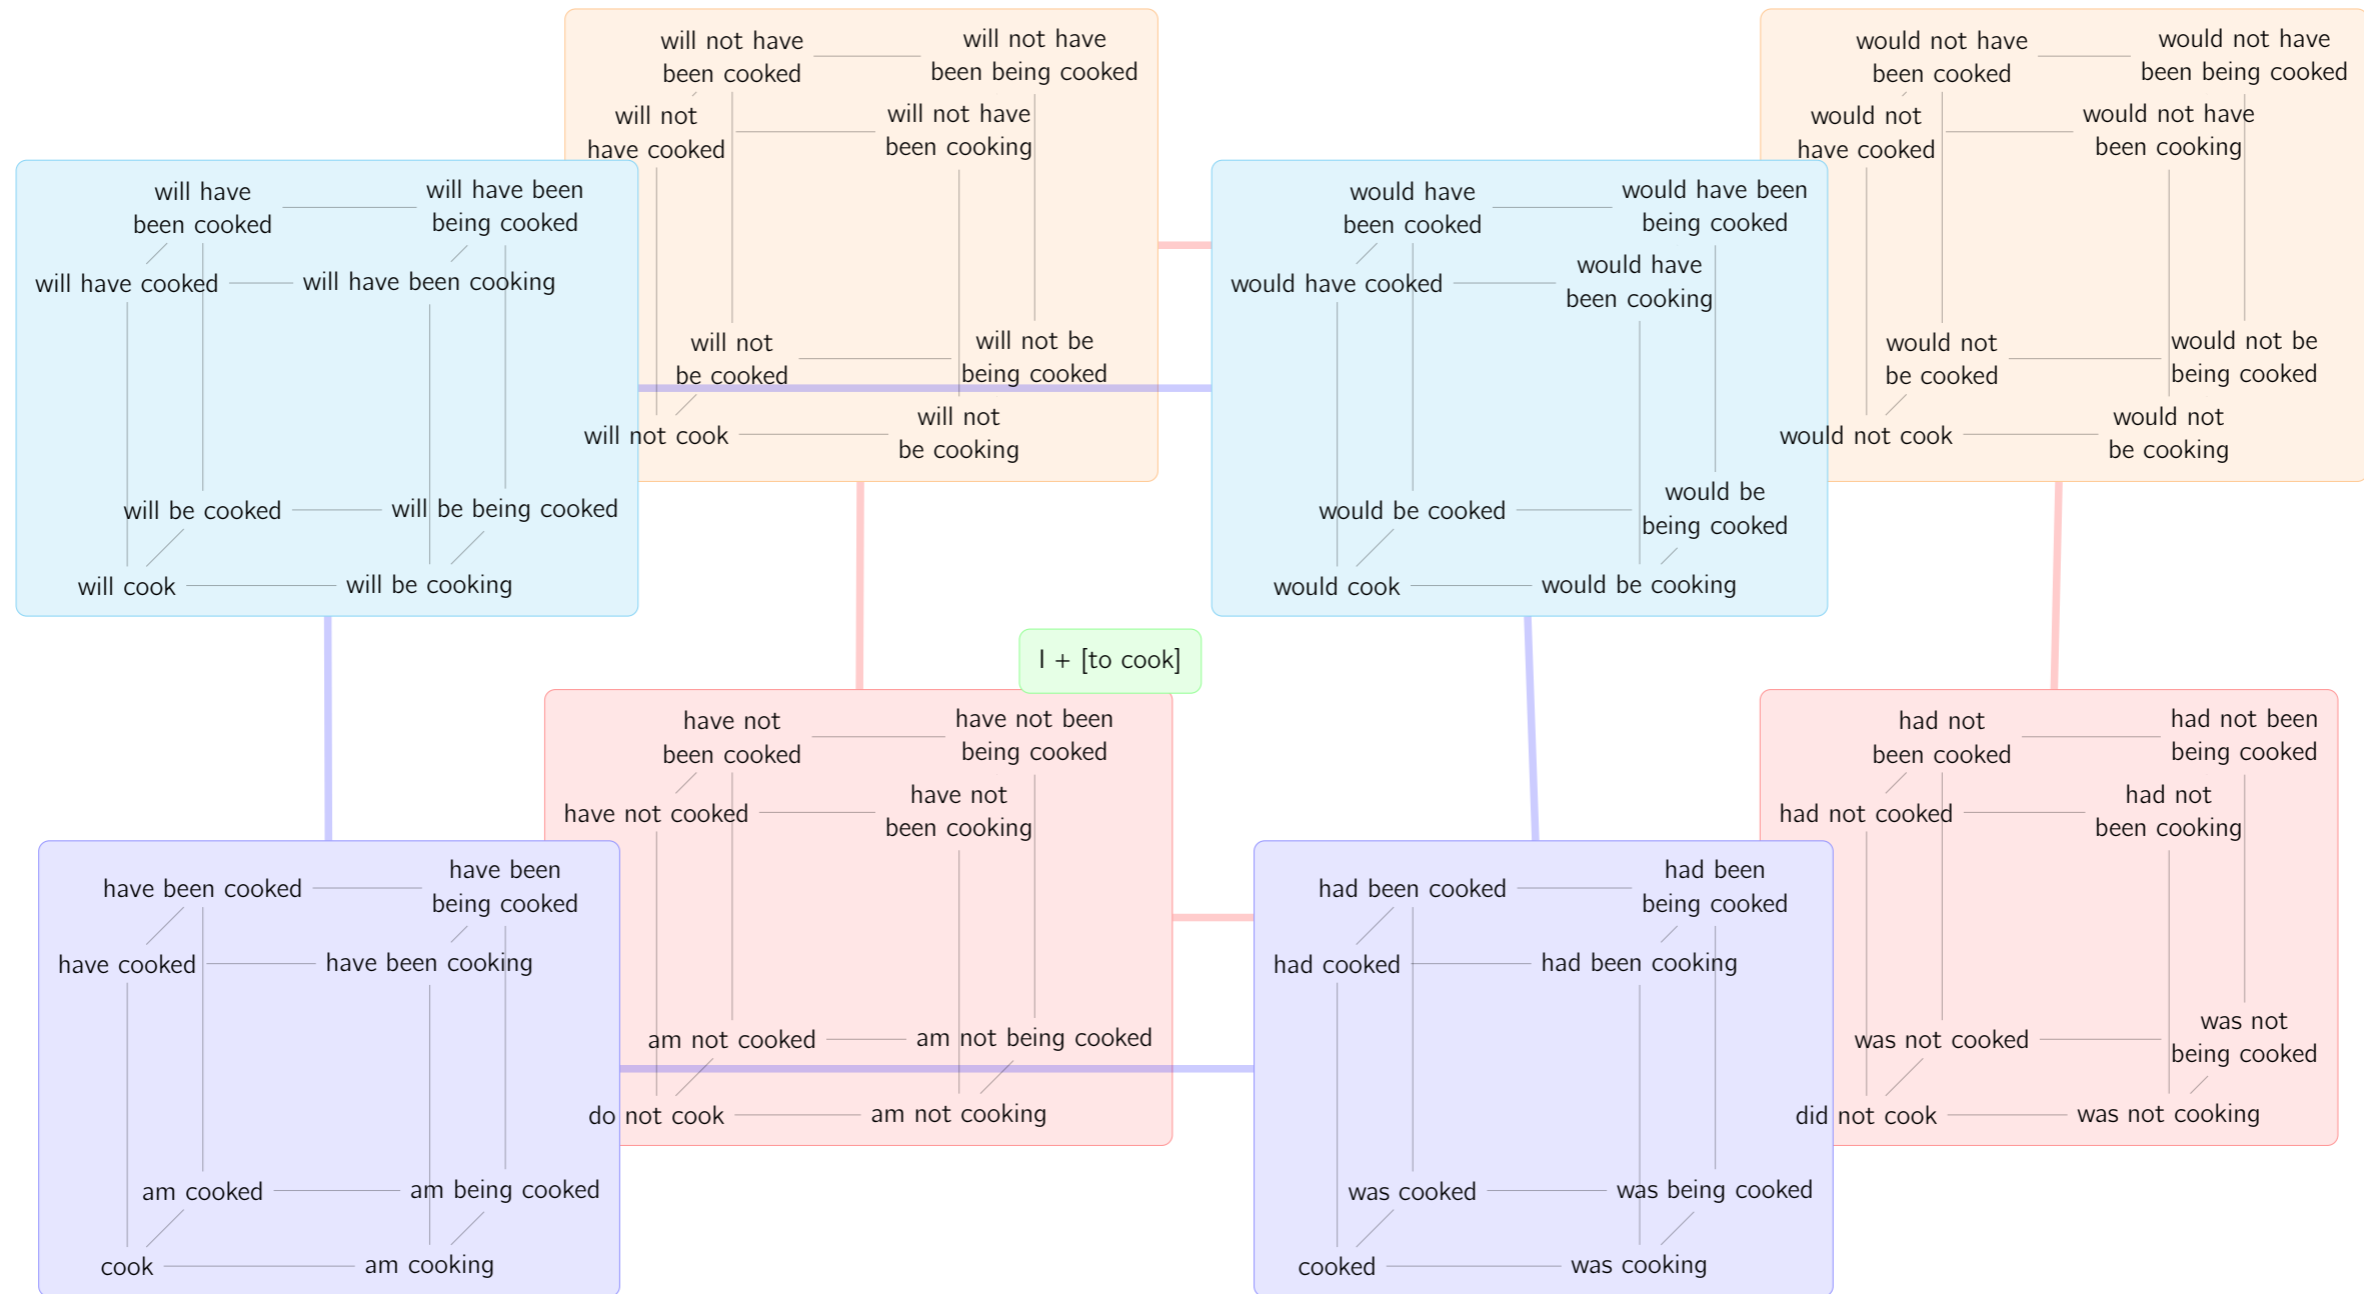 will not have
been cooked
will not have
been being cooked
will not
have cooked
will not have
been cooking
will not
be cooked
will not be
being cooked
will not cook
will not
be cooking
would not have
been cooked
would not have
been being cooked
would not
have cooked
would not have
been cooking
would not
be cooked
would not be
being cooked
would not cook
would not
be cooking
will have
been cooked
will have been
being cooked
will have cooked
will have been cooking
will be cooked
will be being cooked
will cook
will be cooking
would have
been cooked
would have been
being cooked
would have cooked
would have
been cooking
would be cooked
would be
being cooked
would cook
would be cooking
I + [to cook]
have not
been cooked
have not been
being cooked
have not cooked
have not
been cooking
am not cooked
am not being cooked
do not cook
am not cooking
had not
been cooked
had not been
being cooked
had not cooked
had not
been cooking
was not cooked
was not
being cooked
did not cook
was not cooking
have been cooked
have been
being cooked
have cooked
have been cooking
am cooked
am being cooked
cook
am cooking
had been cooked
had been
being cooked
had cooked
had been cooking
was cooked
was being cooked
cooked
was cooking